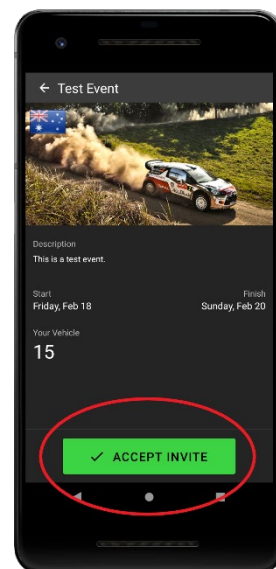 Test Event
Description
This is a test event.
Start Finish
Friday, Feb 18 Sunday, Feb 20
Your Vehicle
15
ACCEPT INVITE